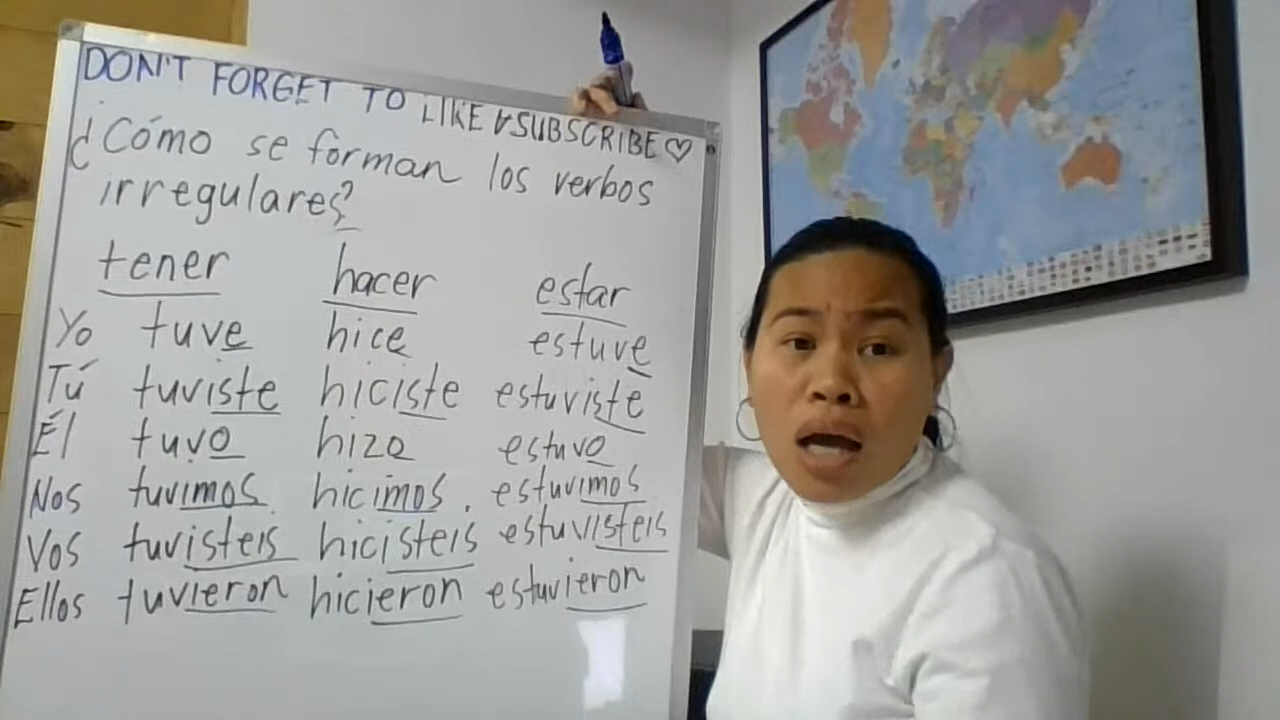 DON'T FORGET TO LIKE & SUBSCRIBE ♡
¿Cómo se forman los verbos
irregulares?
tener hacer estar
Yo tuve hice estuve
Tú tuviste hiciste estuviste
Él tuvo hizo estuvo
Nos tuvimos hicimos. estuvimos
Vos tuvisteis hicisteis estuvisteis
Ellos tuvieron hicieron estuvieron